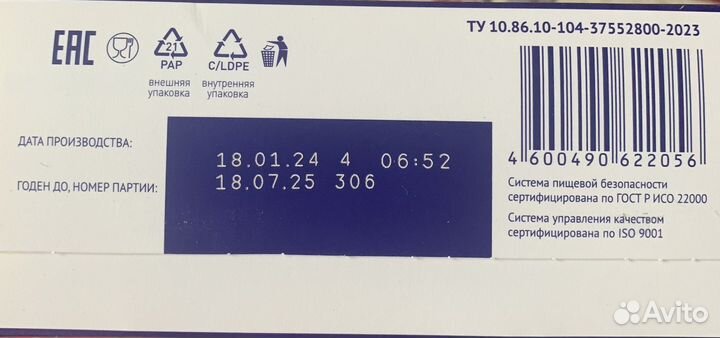 ТУ 10.86.10-104-37552800-2023
EAC
21
PAP
C/LDPE
внешняя
упаковка
внутренняя
упаковка
ДАТА ПРОИЗВОДСТВА:
18.01.24 4 06:52
ГОДЕН ДО, НОМЕР ПАРТИИ:
18.07.25 306
4 600490 622056
Система пищевой безопасности
сертифицирована по ГОСТ Р ИСО 22000
Система управления качеством
сертифицирована по ISO 9001
Avito